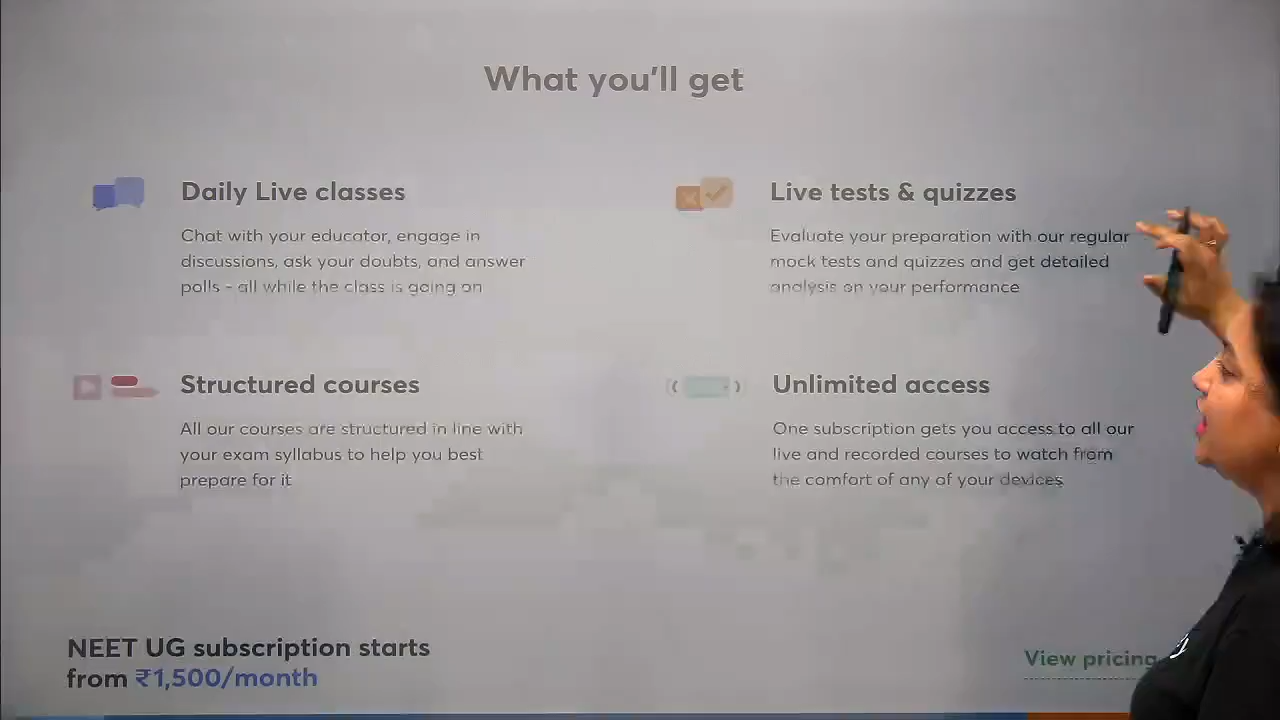 What you'll get
Daily Live classes
Chat with your educator, engage in
discussions, ask your doubts, and answer
polls - all while the class is going on
Live tests & quizzes
Evaluate your preparation with our regular
mock tests and quizzes and get detailed
analysis on your performance
Structured courses
All our courses are structured in line with
your exam syllabus to help you best
prepare for it
Unlimited access
One subscription gets you access to all our
live and recorded courses to watch from
the comfort of any of your devices
NEET UG subscription starts
from ₹1,500/month
View pricing